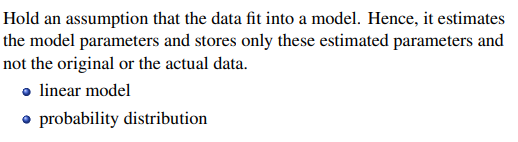 Hold an assumption that the data fit into a model. Hence, it estimates
the model parameters and stores only these estimated parameters and
not the original or the actual data.
• linear model
• probability distribution